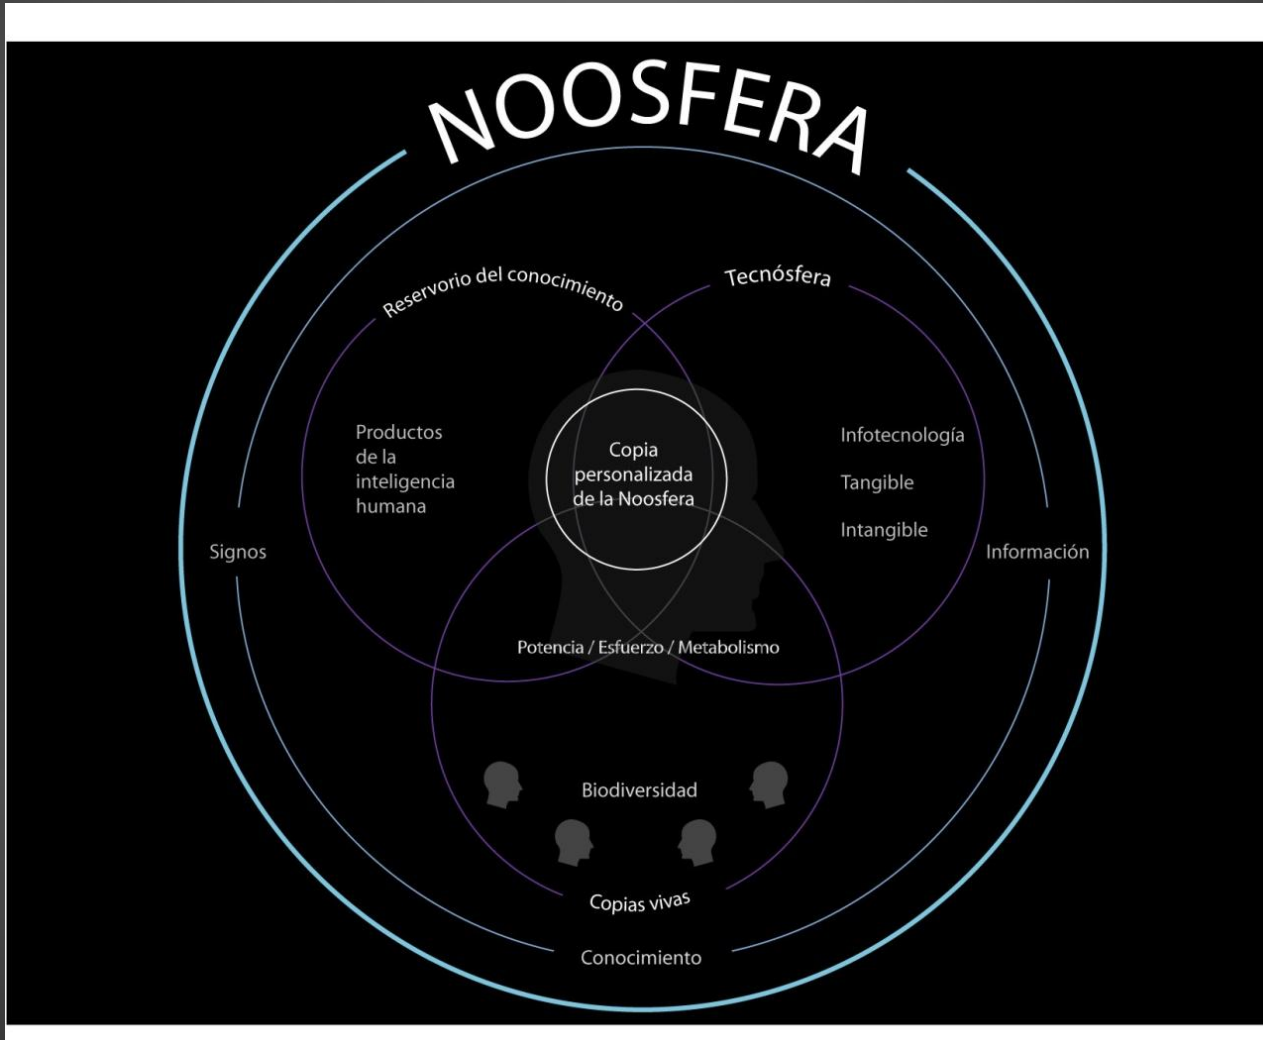 NOOSFERA
Reservorio del conocimiento
Tecnósfera
Productos
de la
inteligencia
humana
Copia
personalizada
de la Noosfera
Infotecnología
Tangible
Intangible
Signos
Información
Potencia / Esfuerzo / Metabolismo
Biodiversidad
Copias vivas
Conocimiento